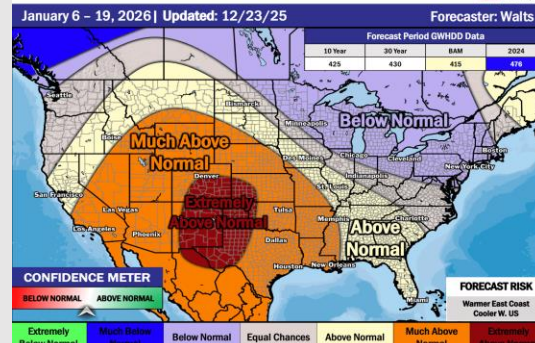 January 6 – 19, 2026 | Updated: 12/23/25
Forecaster: Walts
Forecast Period GWHDD Data
10 Year 30 Year BAM 2024
425 430 415 476
Seattle
Bismarck
Minneapolis
Below Normal
Boise
Much Above
Normal
Boston
Des Moines
Chicago
Cleveland
New York City
Denver
Indianapolis
San Francisco
St. Louis
Extremely
Above Normal
Las Vegas
Tulsa
Memphis
Charlotte
Los Angeles
Phoenix
Above
Normal
Dallas
Houston
New Orleans
Miami
CONFIDENCE METER
BELOW NORMAL ABOVE NORMAL
FORECAST RISK
Warmer East Coast
Cooler W. US
Extremely
Below Normal
Much Below
Below Normal
Equal Chances
Above Normal
Much Above
Normal
Extremely